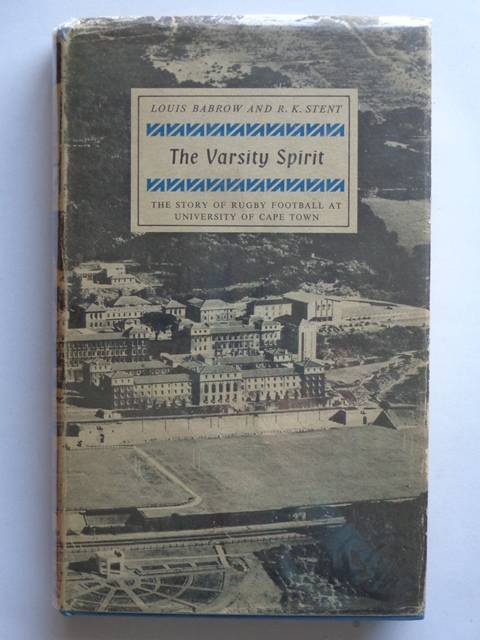 LOUIS BABROW AND R. K. STENT
The Varsity Spirit
THE STORY OF RUGBY FOOTBALL AT
UNIVERSITY OF CAPE TOWN